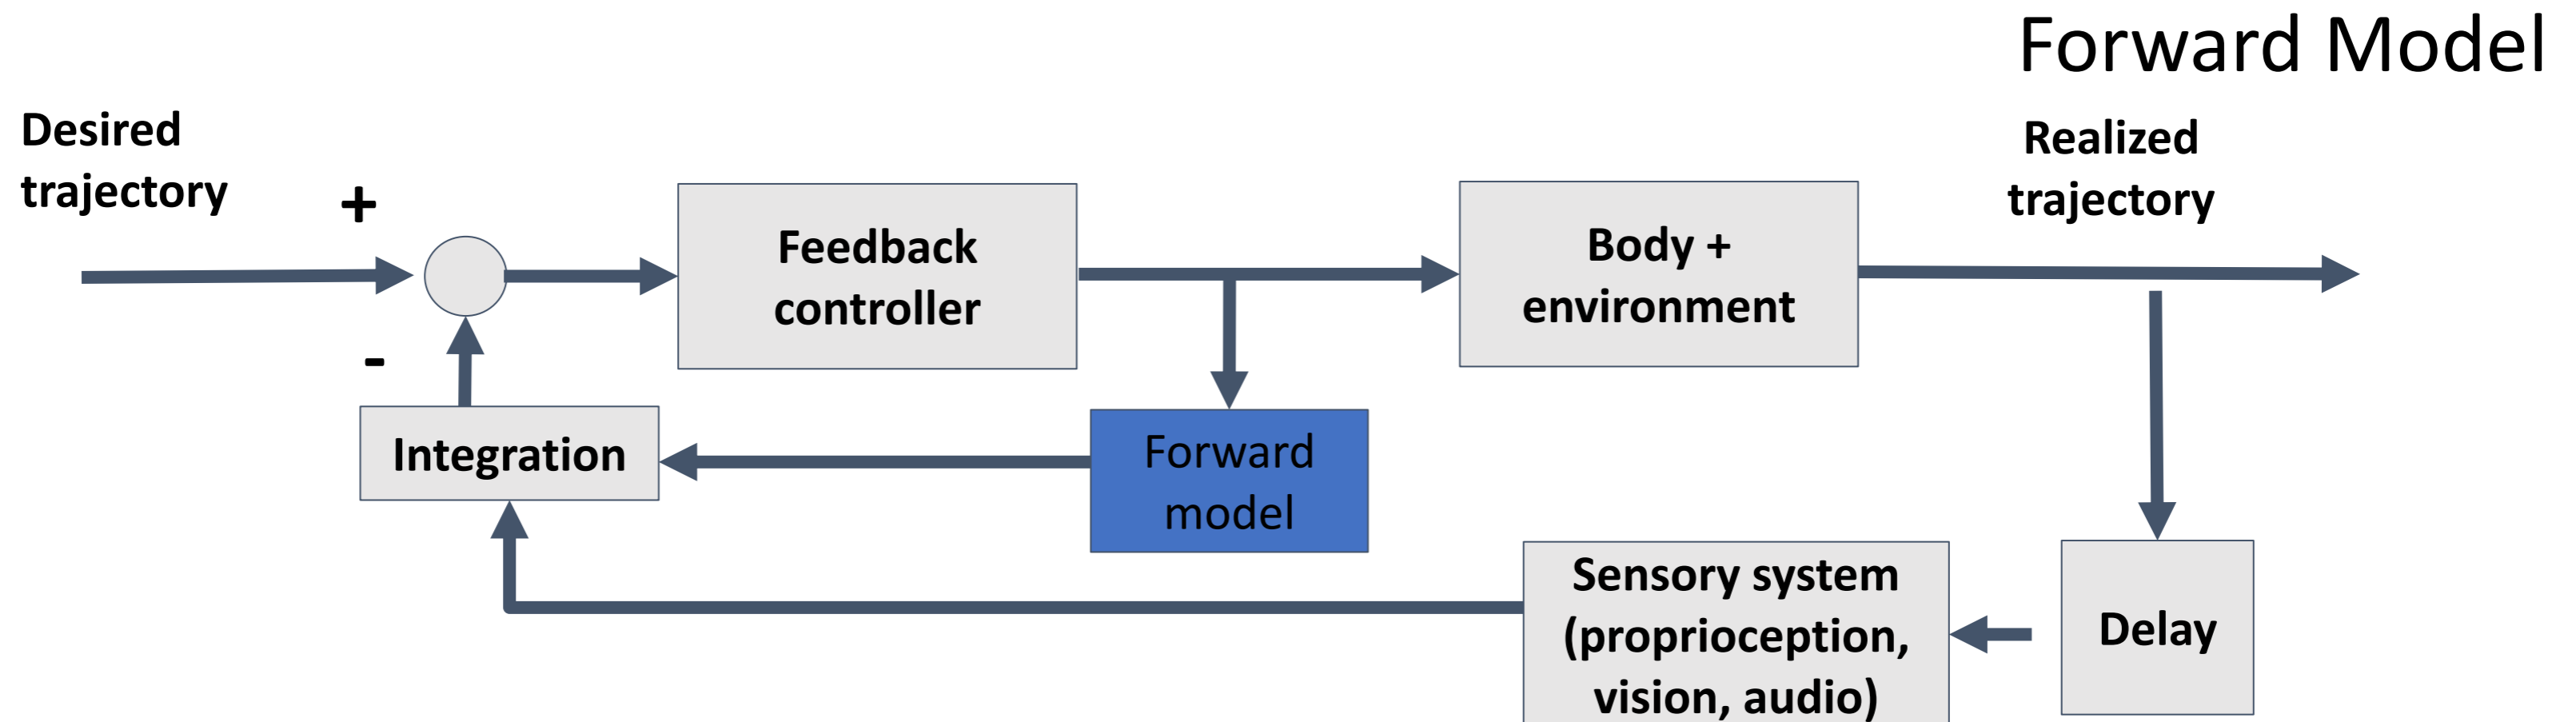 Forward Model
Desired
trajectory
+
-
Feedback
controller
Body +
environment
Realized
trajectory
Integration
Forward
model
Sensory system
(proprioception,
vision, audio)
Delay